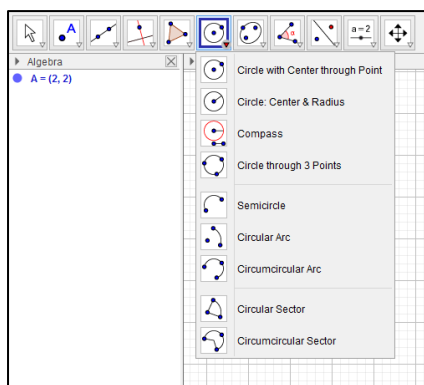 A
α
a = 2
Algebra
A = (2, 2)
Circle with Center through Point
Circle: Center & Radius
Compass
Circle through 3 Points
Semicircle
Circular Arc
Circumcircular Arc
Circular Sector
Circumcircular Sector